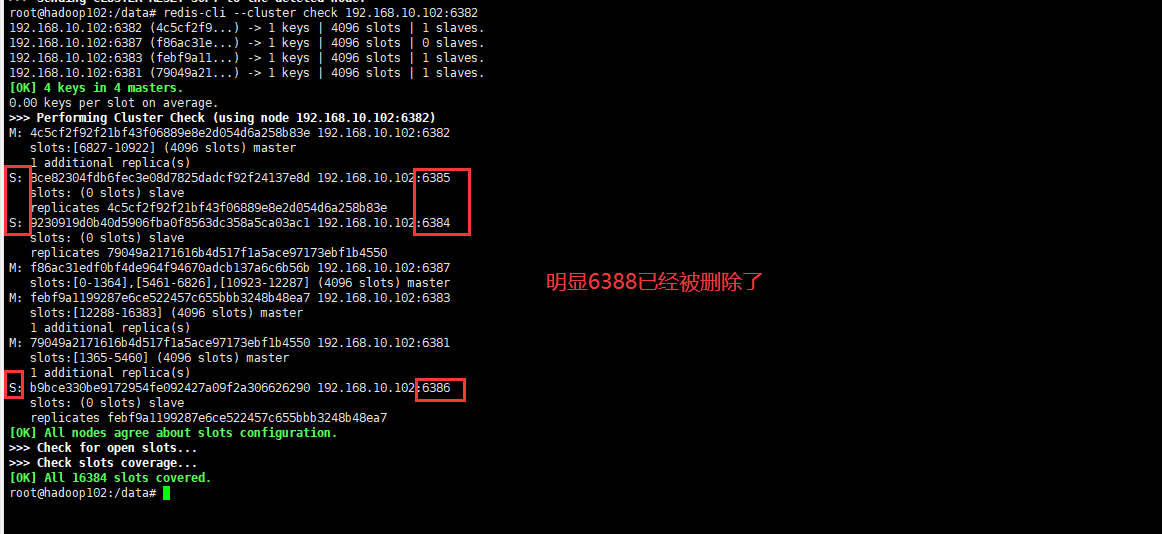 >>> Sending CLUSTER RESET SOFT to the deleted node.
root@hadoop102:/data# redis-cli --cluster check 192.168.10.102:6382
192.168.10.102:6382 (4c5cf2f9...) -> 1 keys | 4096 slots | 1 slaves.
192.168.10.102:6387 (f86ac31e...) -> 1 keys | 4096 slots | 0 slaves.
192.168.10.102:6383 (febf9a11...) -> 1 keys | 4096 slots | 1 slaves.
192.168.10.102:6381 (79049a21...) -> 1 keys | 4096 slots | 1 slaves.
[OK] 4 keys in 4 masters.
0.00 keys per slot on average.
>>> Performing Cluster Check (using node 192.168.10.102:6382)
M: 4c5cf2f92f21bf43f06889e8e2d054d6a258b83e 192.168.10.102:6382
slots:[6827-10922] (4096 slots) master
1 additional replica(s)
S: 8ce82304fdb6fec3e08d7825dadcf92f24137e8d 192.168.10.102:6385
slots: (0 slots) slave
replicates 4c5cf2f92f21bf43f06889e8e2d054d6a258b83e
S: 9230919d0b40d5906fba0f8563dc358a5ca03ac1 192.168.10.102:6384
slots: (0 slots) slave
replicates 79049a2171616b4d517f1a5ace97173ebf1b4550
M: f86ac31edf0bf4de964f94670adcb137a6c6b56b 192.168.10.102:6387
slots:[0-1364],[5461-6826],[10923-12287] (4096 slots) master
明显6388已经被删除了
M: febf9a1199287e6ce522457c655bbb3248b48ea7 192.168.10.102:6383
slots:[12288-16383] (4096 slots) master
1 additional replica(s)
M: 79049a2171616b4d517f1a5ace97173ebf1b4550 192.168.10.102:6381
slots:[1365-5460] (4096 slots) master
1 additional replica(s)
S: b9bce330be9172954fe092427a09f2a306626290 192.168.10.102:6386
slots: (0 slots) slave
replicates febf9a1199287e6ce522457c655bbb3248b48ea7
[OK] All nodes agree about slots configuration.
>>> Check for open slots...
>>> Check slots coverage...
[OK] All 16384 slots covered.
root@hadoop102:/data#